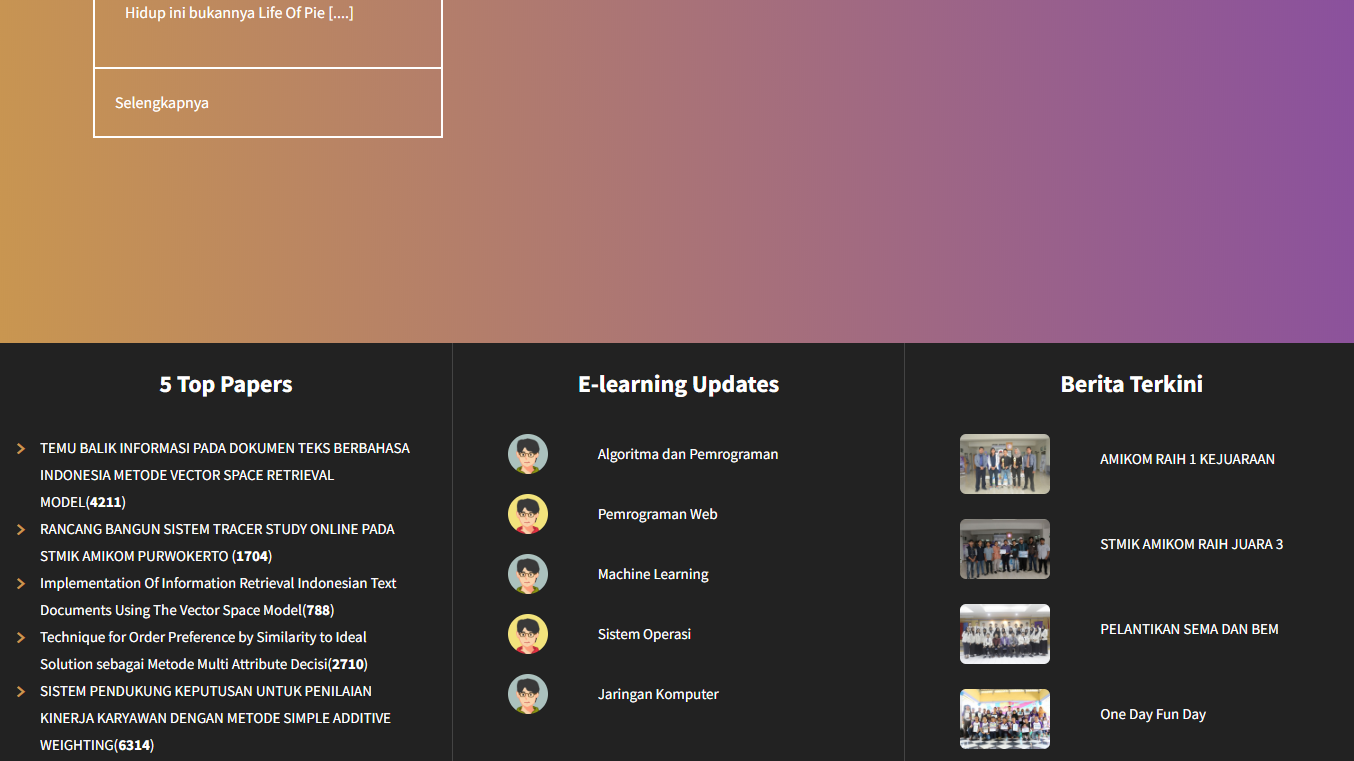 Hidup ini bukannya Life Of Pie [....]
Selengkapnya
5 Top Papers
TEMU BALIK INFORMASI PADA DOKUMEN TEKS BERBAHASA
INDONESIA METODE VECTOR SPACE RETRIEVAL
MODEL(4211)
RANCANG BANGUN SISTEM TRACER STUDY ONLINE PADA
STMIK AMIKOM PURWOKERTO (1704)
Implementation Of Information Retrieval Indonesian Text
Documents Using The Vector Space Model(788)
Technique for Order Preference by Similarity to Ideal
Solution sebagai Metode Multi Attribute Decisi(2710)
SISTEM PENDUKUNG KEPUTUSAN UNTUK PENILAIAN
KINERJA KARYAWAN DENGAN METODE SIMPLE ADDITIVE
WEIGHTING(6314)
E-learning Updates
Algoritma dan Pemrograman
Pemrograman Web
Machine Learning
Sistem Operasi
Jaringan Komputer
Berita Terkini
AMIKOM RAIH 1 KEJUARAAN
STMIK AMIKOM RAIH JUARA 3
PELANTIKAN SEMA DAN BEM
One Day Fun Day